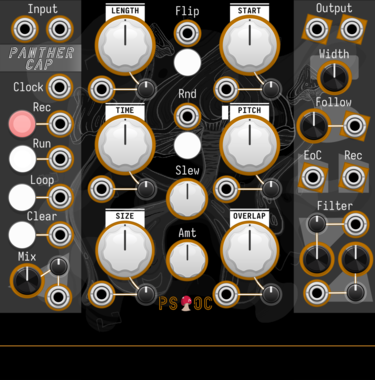 Input
PANTHER
CAP
Clock
Rec
Run
Loop
Clear
Mix
LENGTH
Flip
START
TIME
Rnd
PITCH
Slew
SIZE
Amt
OVERLAP
Output
Width
Follow
EoC Rec
Filter